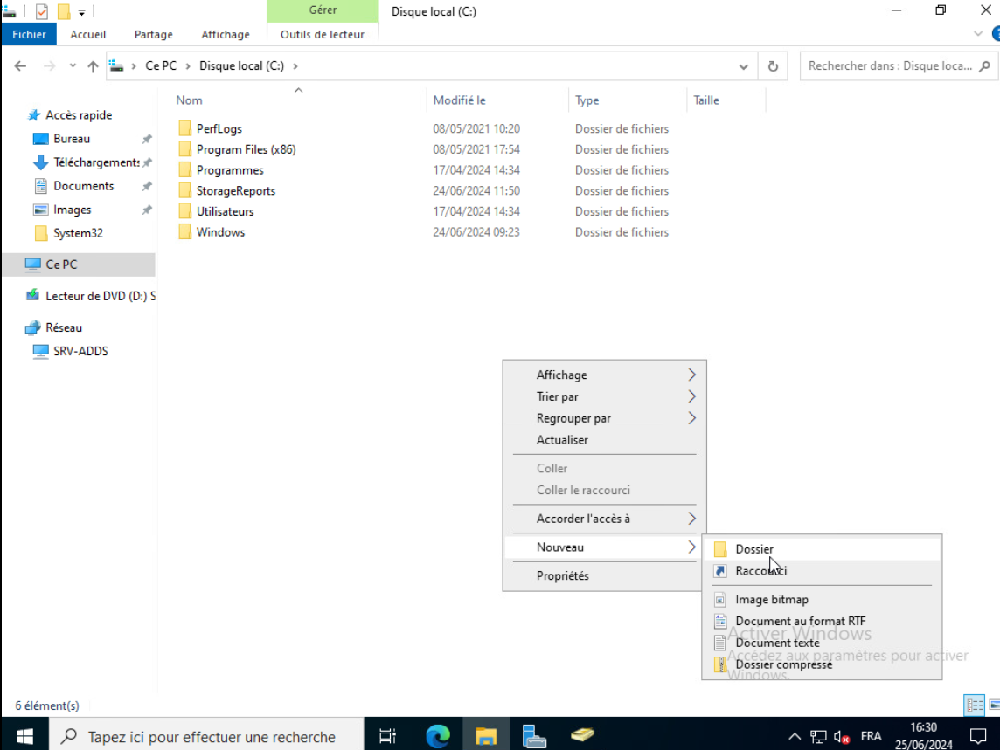 Gérer
Disque local (C:)
Fichier
Accueil
Partage
Affichage
Outils de lecteur
Ce PC
Disque local (C:)
Rechercher dans : Disque loca...
Nom
Modifié le
Type
Taille
Accès rapide
Bureau
Téléchargements
Documents
Images
System32
Ce PC
Lecteur de DVD (D:) S
Réseau
SRV-ADDS
PerfLogs 08/05/2021 10:20 Dossier de fichiers
Program Files (x86) 08/05/2021 17:54 Dossier de fichiers
Programmes 17/04/2024 14:34 Dossier de fichiers
StorageReports 24/06/2024 11:50 Dossier de fichiers
Utilisateurs 17/04/2024 14:34 Dossier de fichiers
Windows 24/06/2024 09:23 Dossier de fichiers
Affichage
Trier par
Regrouper par
Actualiser
Coller
Coller le raccourci
Accorder l'accès à
Nouveau
Propriétés
Dossier
Raccourci
Image bitmap
Document au format RTF
Document texte
Dossier compressé
Activer Windows
Accédez aux paramètres pour activer
Windows.
6 élément(s)
Tapez ici pour effectuer une recherche
FRA
16:30
25/06/2024